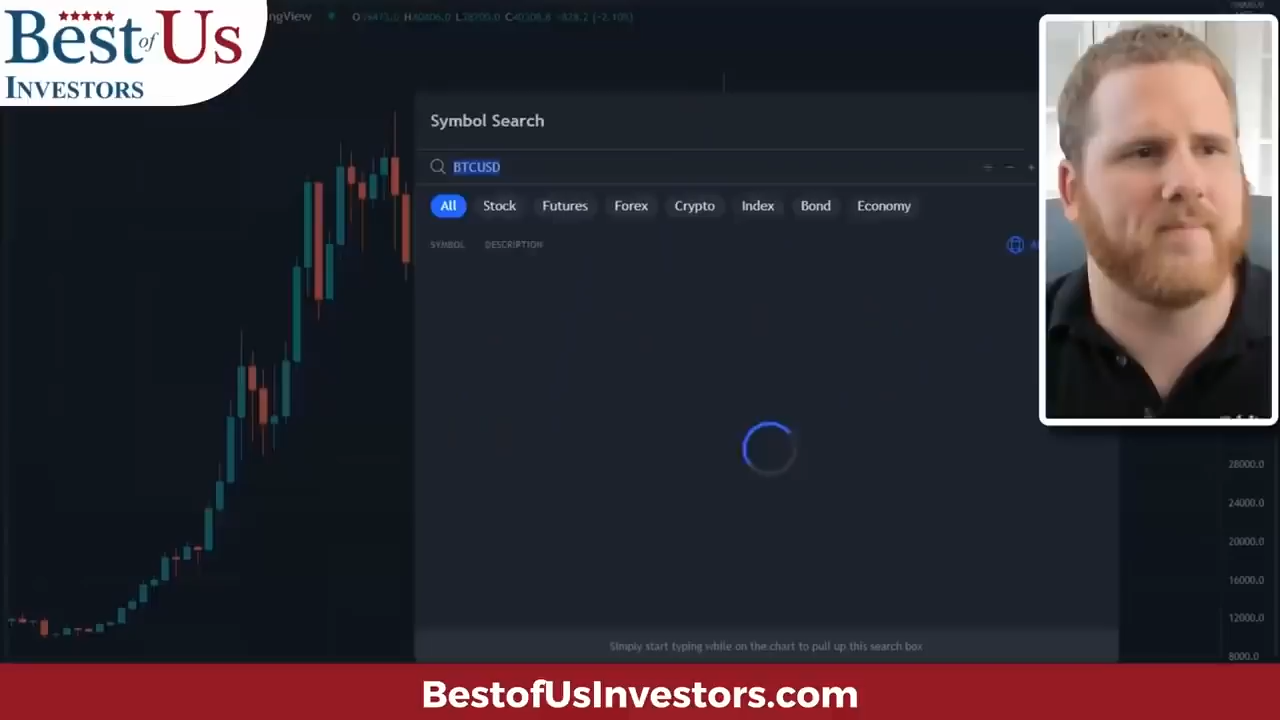 Best of Us
INVESTORS
ngView
Symbol Search
BTCUSD
All Stock Futures Forex Crypto Index Bond Economy
SYMBOL DESCRIPTION
28000.0
24000.0
20000.0
16000.0
12000.0
8000.0
Simply start typing while on the chart to pull up this search box
BestofUsInvestors.com